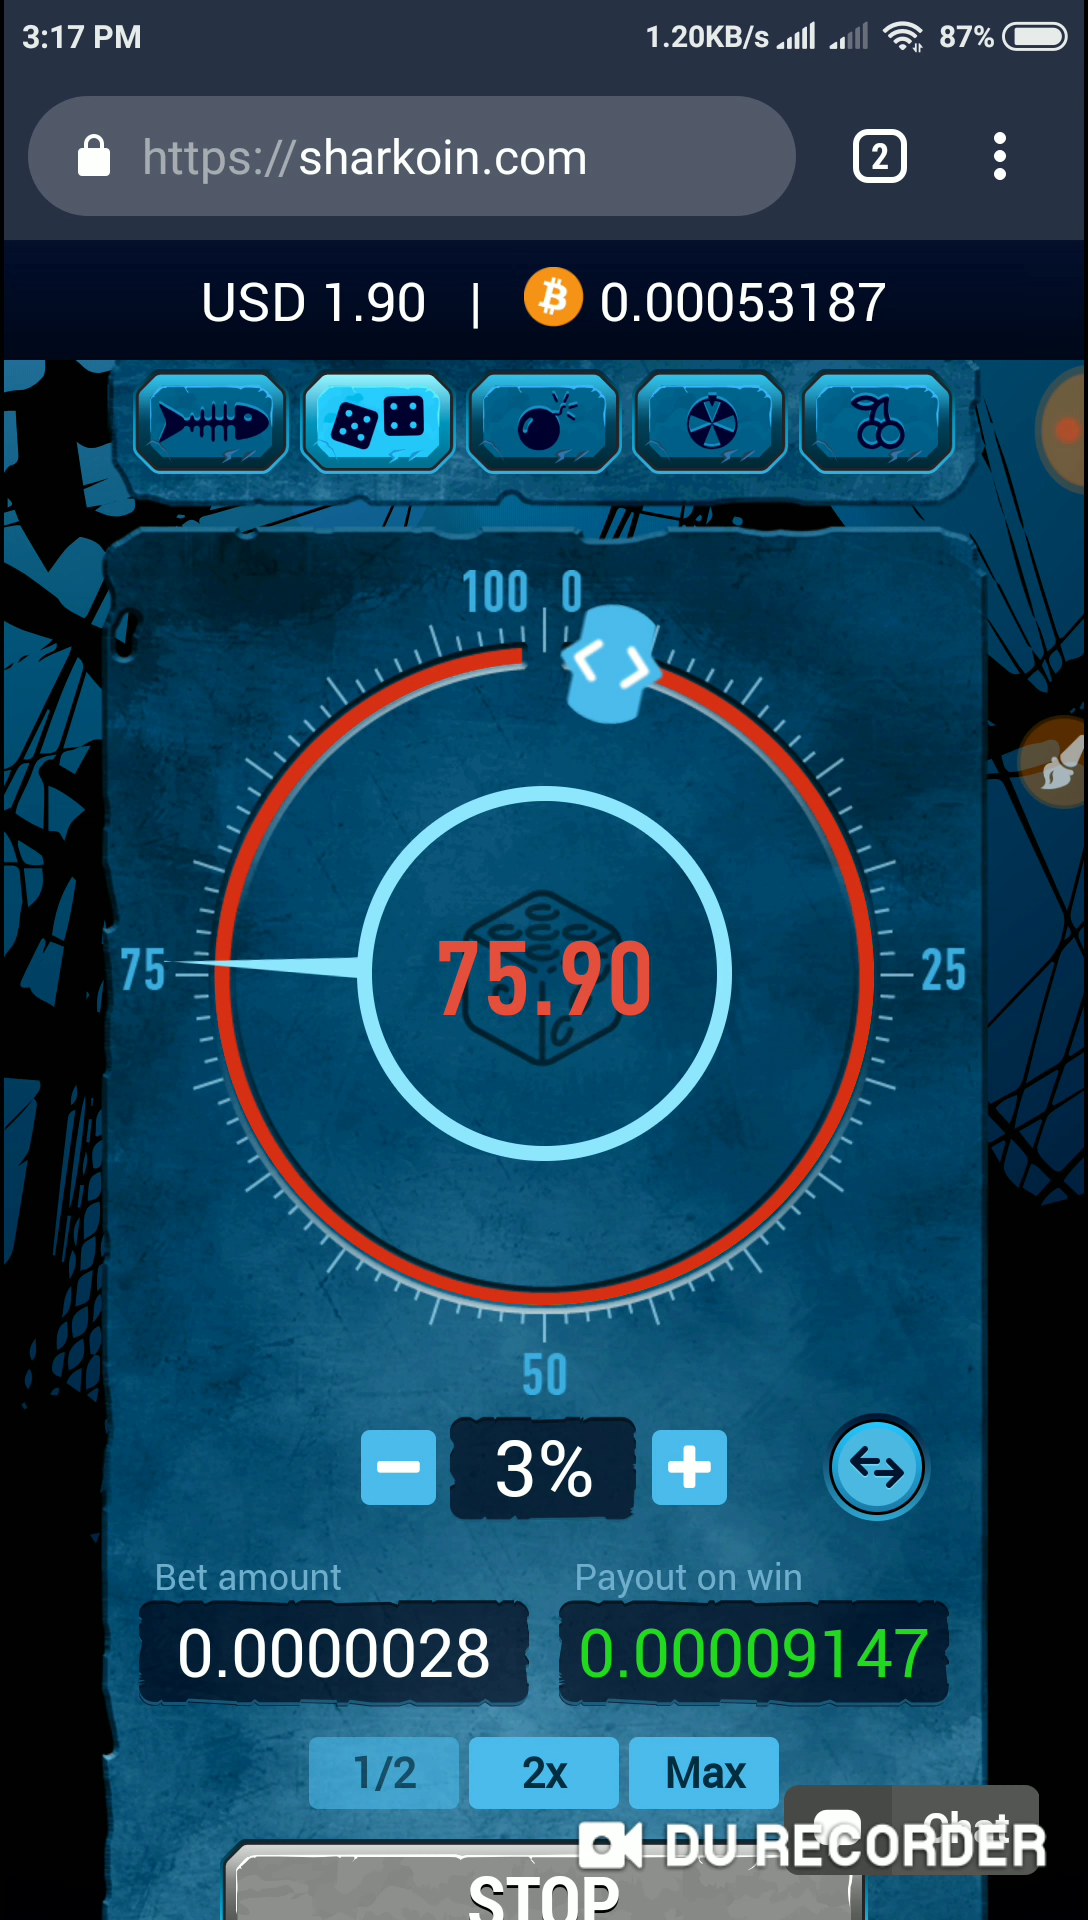 3:17 PM 1.20KB/s 87%
https://sharkoin.com 2
USD 1.90 | 0.00053187
100 0
75.90
75 25
50
3%
Bet amount Payout on win
0.0000028 0.00009147
1/2 2x Max
Chat
DU RECORDER
STOP